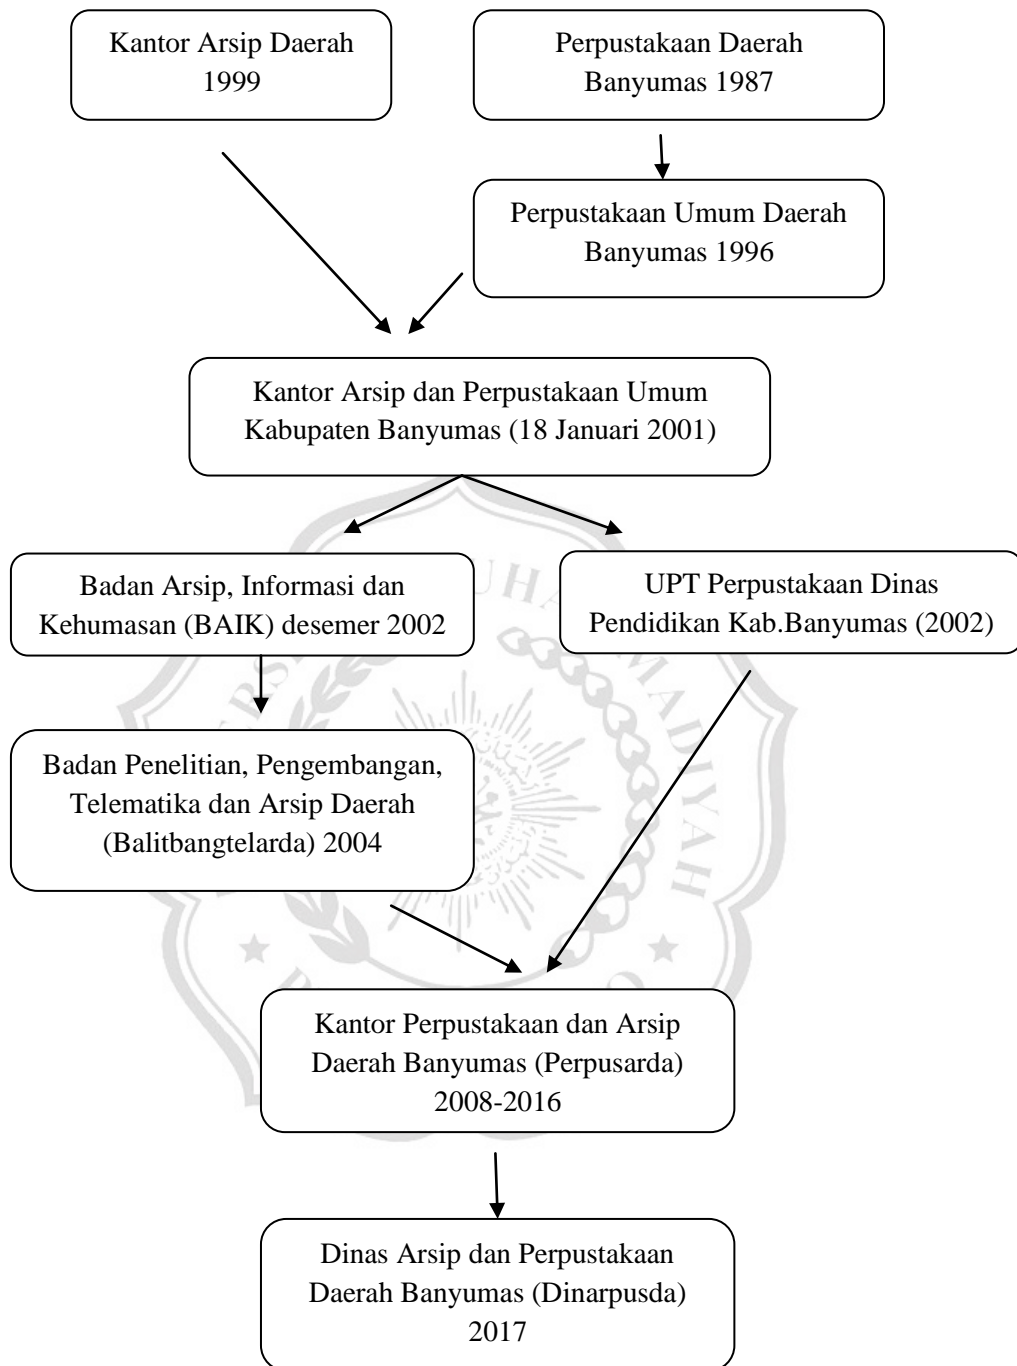 Kantor Arsip Daerah
1999
Perpustakaan Daerah
Banyumas 1987
Perpustakaan Umum Daerah
Banyumas 1996
Kantor Arsip dan Perpustakaan Umum
Kabupaten Banyumas (18 Januari 2001)
Badan Arsip, Informasi dan
Kehumasan (BAIK) desemer 2002
UPT Perpustakaan Dinas
Pendidikan Kab.Banyumas (2002)
Badan Penelitian, Pengembangan,
Telematika dan Arsip Daerah
(Balitbangtelarda) 2004
Kantor Perpustakaan dan Arsip
Daerah Banyumas (Perpusarda)
2008-2016
Dinas Arsip dan Perpustakaan
Daerah Banyumas (Dinarpusda)
2017